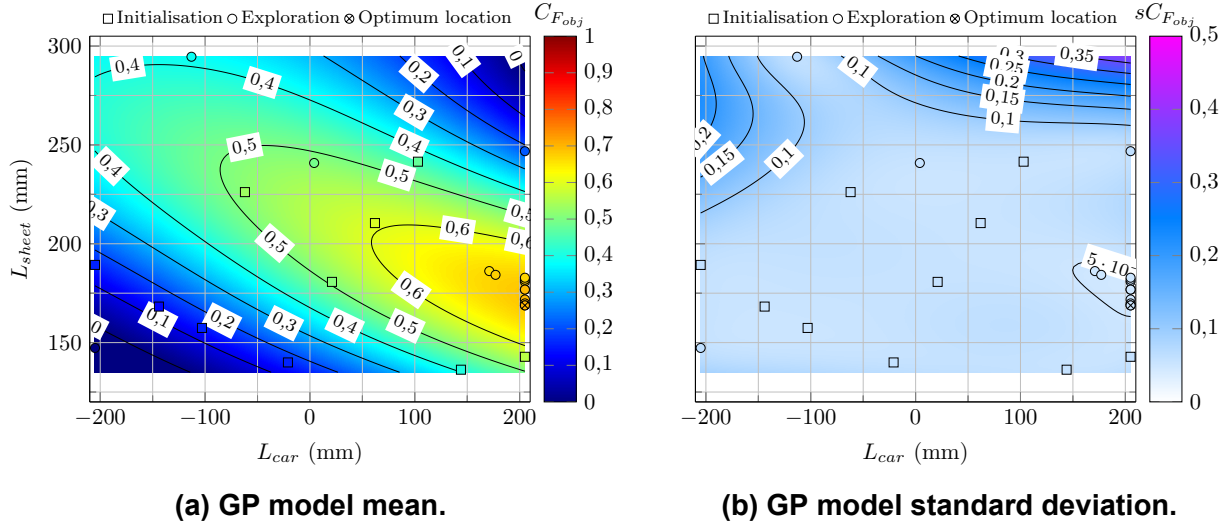 Initialisation Exploration Optimum location C_{F_{obj}}
300
250
200
150
L_{sheet} (mm)
−200 −100 0 100 200
L_{car} (mm)
0,4 0,4 0,2 0,1 0
0,3
0,4
0,5 0,5
0,4 0,5
0,3 0,6 0,6
0,5
0,6
0 0,1 0,2 0,3 0,4 0,5
1
0,9
0,8
0,7
0,6
0,5
0,4
0,3
0,2
0,1
0
(a) GP model mean.
Initialisation Exploration Optimum location sC_{F_{obj}}
−200 −100 0 100 200
L_{car} (mm)
0,1 0,3 0,35
0,25
0,2
0,15
0,1
0,2
0,15 0,1
5 · 10
0,5
0,4
0,3
0,2
0,1
0
(b) GP model standard deviation.